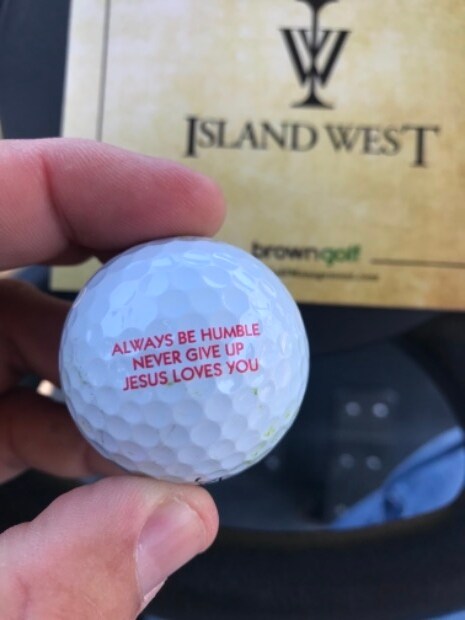 ISLAND WEST
browngolf
ALWAYS BE HUMBLE
NEVER GIVE UP
JESUS LOVES YOU